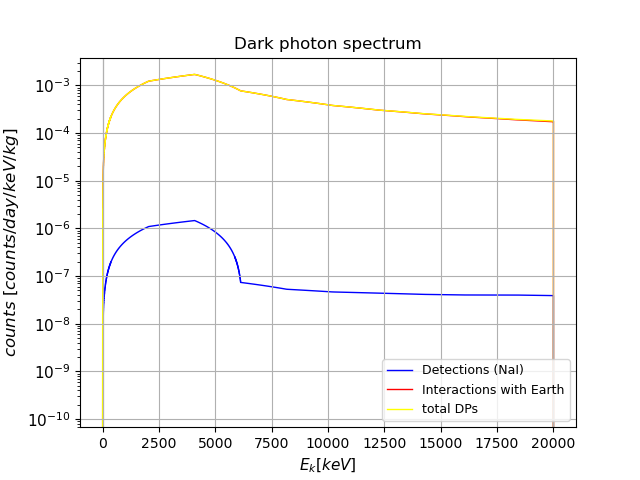 Dark photon spectrum
counts [counts/day/keV/kg]
10⁻³
10⁻⁴
10⁻⁵
10⁻⁶
10⁻⁷
10⁻⁸
10⁻⁹
10⁻¹⁰
Detections (NaI)
Interactions with Earth
total DPs
0 2500 5000 7500 10000 12500 15000 17500 20000
Eₖ[keV]